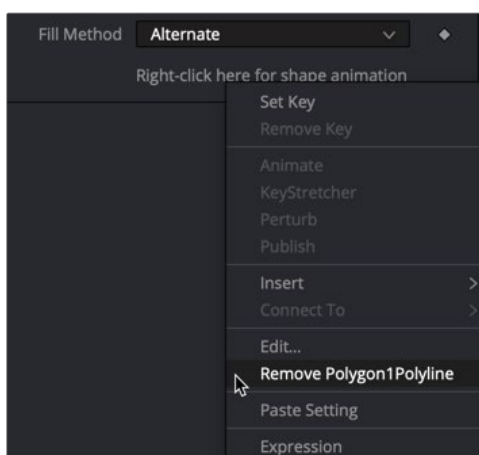 Fill Method Alternate
Right-click here for shape animation
Set Key
Remove Key
Animate
KeyStretcher
Perturb
Publish
Insert
Connect To
Edit...
Remove Polygon1Polyline
Paste Setting
Expression